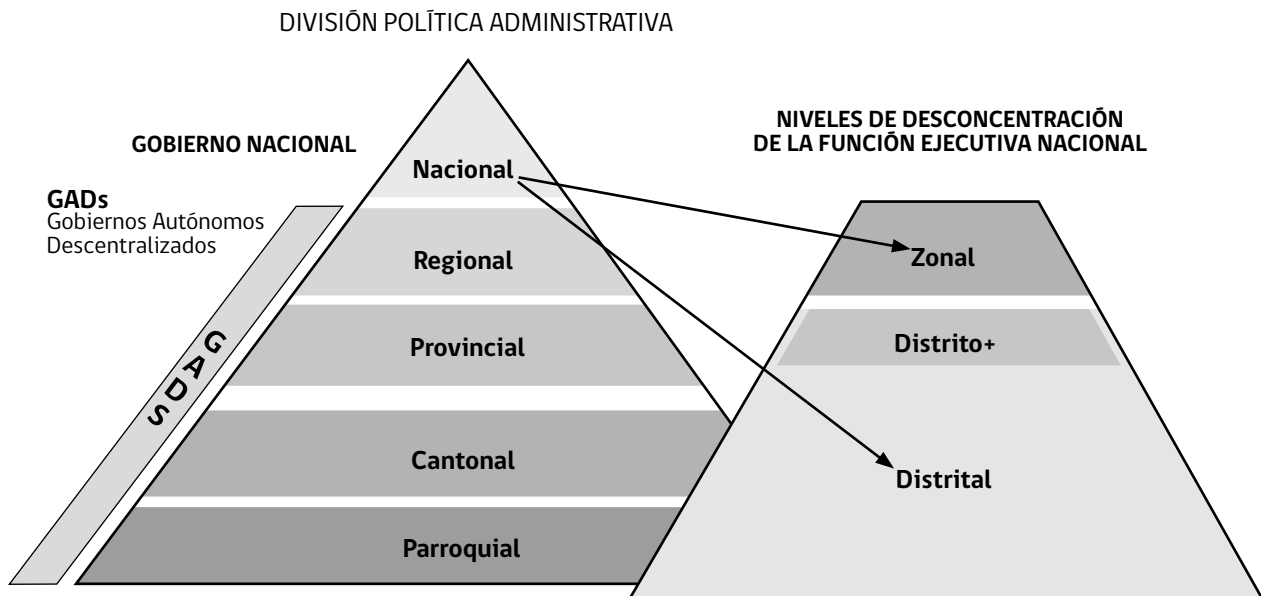 DIVISIÓN POLÍTICA ADMINISTRATIVA
GOBIERNO NACIONAL
GADs
Gobiernos Autónomos
Descentralizados
GADS
Nacional
Regional
Provincial
Cantonal
Parroquial
NIVELES DE DESCONCENTRACIÓN
DE LA FUNCIÓN EJECUTIVA NACIONAL
Zonal
Distrito+
Distrital